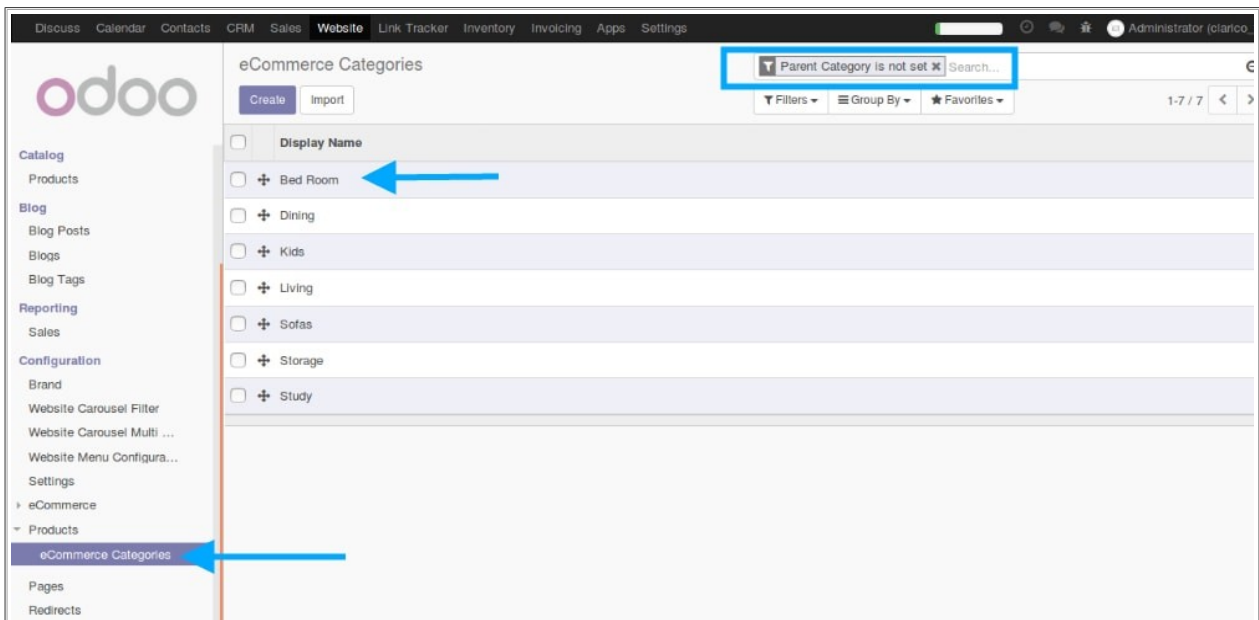 Discuss Calendar Contacts CRM Sales Website Link Tracker Inventory Invoicing Apps Settings
Administrator (clarico_
odoo
eCommerce Categories
Parent Category is not set × Search...
Create Import
Filters Group By Favorites
1-7 / 7
Display Name
Catalog
Products
Bed Room
Blog
Blog Posts
Dining
Blogs
Kids
Blog Tags
Living
Reporting
Sales
Sofas
Configuration
Storage
Brand
Study
Website Carousel Filter
Website Carousel Multi ...
Website Menu Configura...
Settings
eCommerce
Products
eCommerce Categories
Pages
Redirects